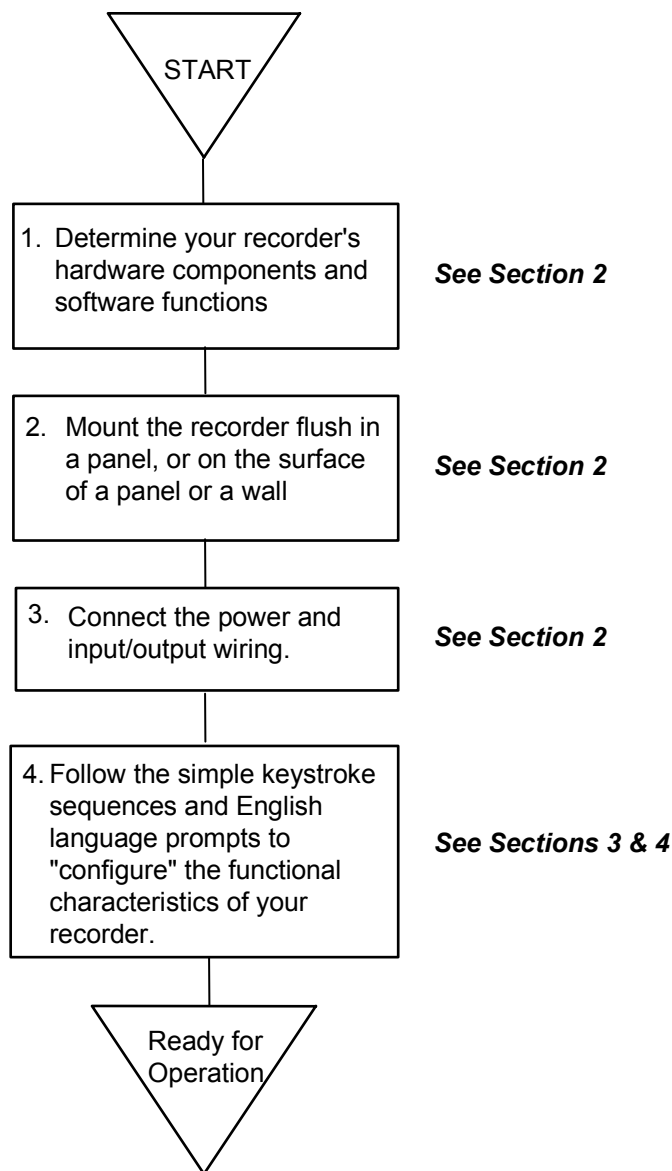 START
1. Determine your recorder's
hardware components and
software functions
See Section 2
2. Mount the recorder flush in
a panel, or on the surface
of a panel or a wall
See Section 2
3. Connect the power and
input/output wiring.
See Section 2
4. Follow the simple keystroke
sequences and English
language prompts to
"configure" the functional
characteristics of your
recorder.
See Sections 3 & 4
Ready for
Operation